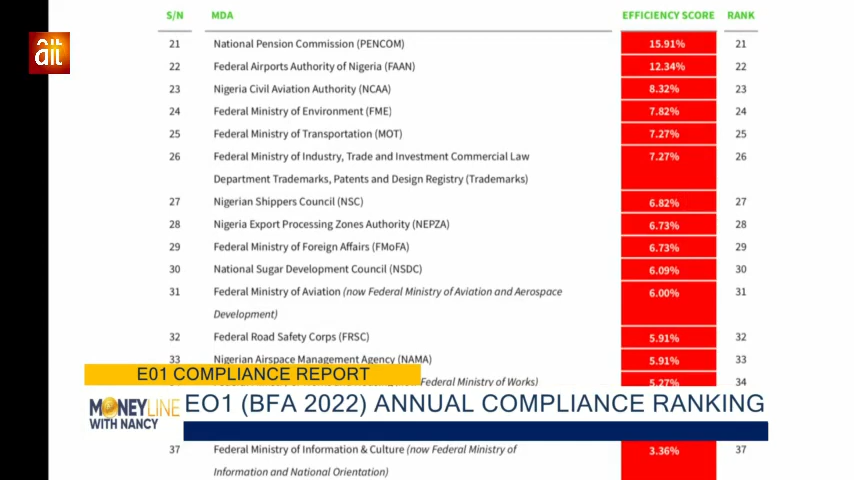 S/N MDA EFFICIENCY SCORE RANK
ait
21 National Pension Commission (PENCOM) 15.91% 21
22 Federal Airports Authority of Nigeria (FAAN) 12.34% 22
23 Nigeria Civil Aviation Authority (NCAA) 8.32% 23
24 Federal Ministry of Environment (FME) 7.82% 24
25 Federal Ministry of Transportation (MOT) 7.27% 25
26 Federal Ministry of Industry, Trade and Investment Commercial Law 7.27% 26
Department Trademarks, Patents and Design Registry (Trademarks)
27 Nigerian Shippers Council (NSC) 6.82% 27
28 Nigeria Export Processing Zones Authority (NEPZA) 6.73% 28
29 Federal Ministry of Foreign Affairs (FMoFA) 6.73% 29
30 National Sugar Development Council (NSDC) 6.09% 30
31 Federal Ministry of Aviation (now Federal Ministry of Aviation and Aerospace 6.00% 31
Development)
32 Federal Road Safety Corps (FRSC) 5.91% 32
33 Nigerian Airspace Management Agency (NAMA) 5.91% 33
Federal Ministry of Works) 5.27% 34
E01 COMPLIANCE REPORT
MONEYLINE
WITH NANCY
EO1 (BFA 2022) ANNUAL COMPLIANCE RANKING
37 Federal Ministry of Information & Culture (now Federal Ministry of 3.36% 37
Information and National Orientation)